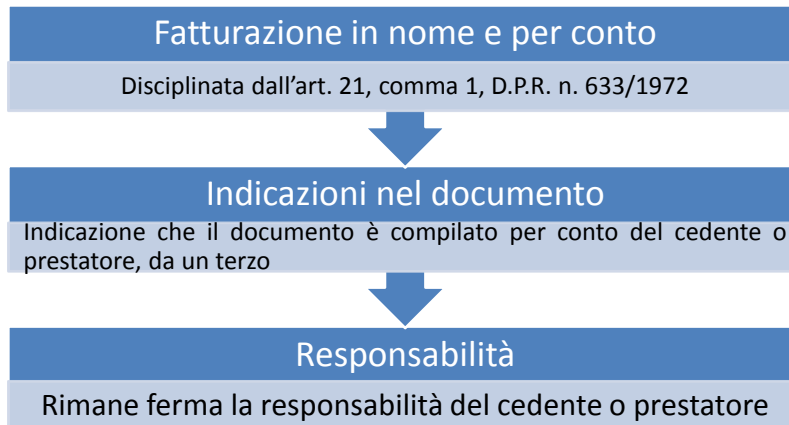 Fatturazione in nome e per conto
Disciplinata dall’art. 21, comma 1, D.P.R. n. 633/1972
Indicazioni nel documento
Indicazione che il documento è compilato per conto del cedente o
prestatore, da un terzo
Responsabilità
Rimane ferma la responsabilità del cedente o prestatore